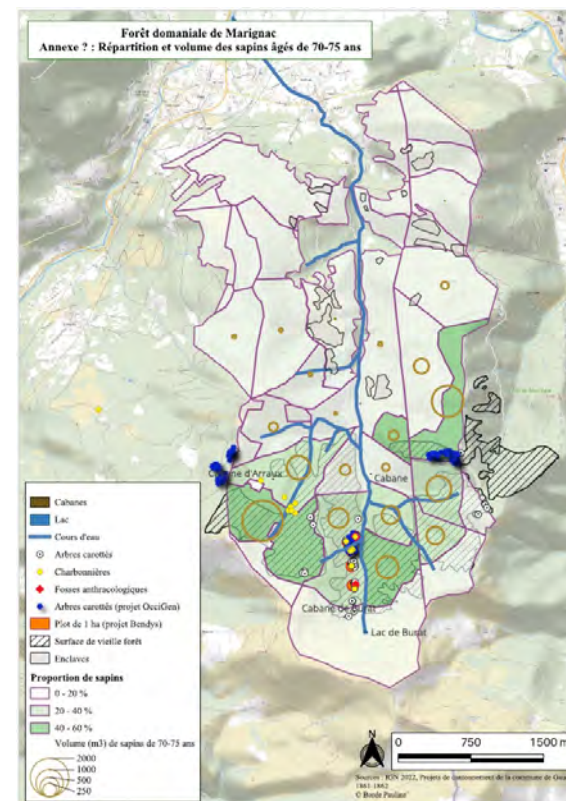 Forêt domaniale de Marignac
Annexe ? : Répartition et volume des sapins âgés de 70-75 ans
Cabane d'Arraux
Cabane
Cabane de Burat
Lac de Burat
Cabanes
Lac
Cours d'eau
Arbres carottés
Charbonnières
Fosses anthracologiques
Arbres carottés (projet OcciGen)
Plot de 1 ha (projet Bendys)
Surface de vieille forêt
Enclaves
Proportion de sapins
0 - 20 %
20 - 40 %
40 - 60 %
Volume (m3) de sapins de 70-75 ans
2000
1000
500
250
N
0 750 1500 m
Sources : IGN 2022, Projets de cantonnement de la commune de
1861-1862